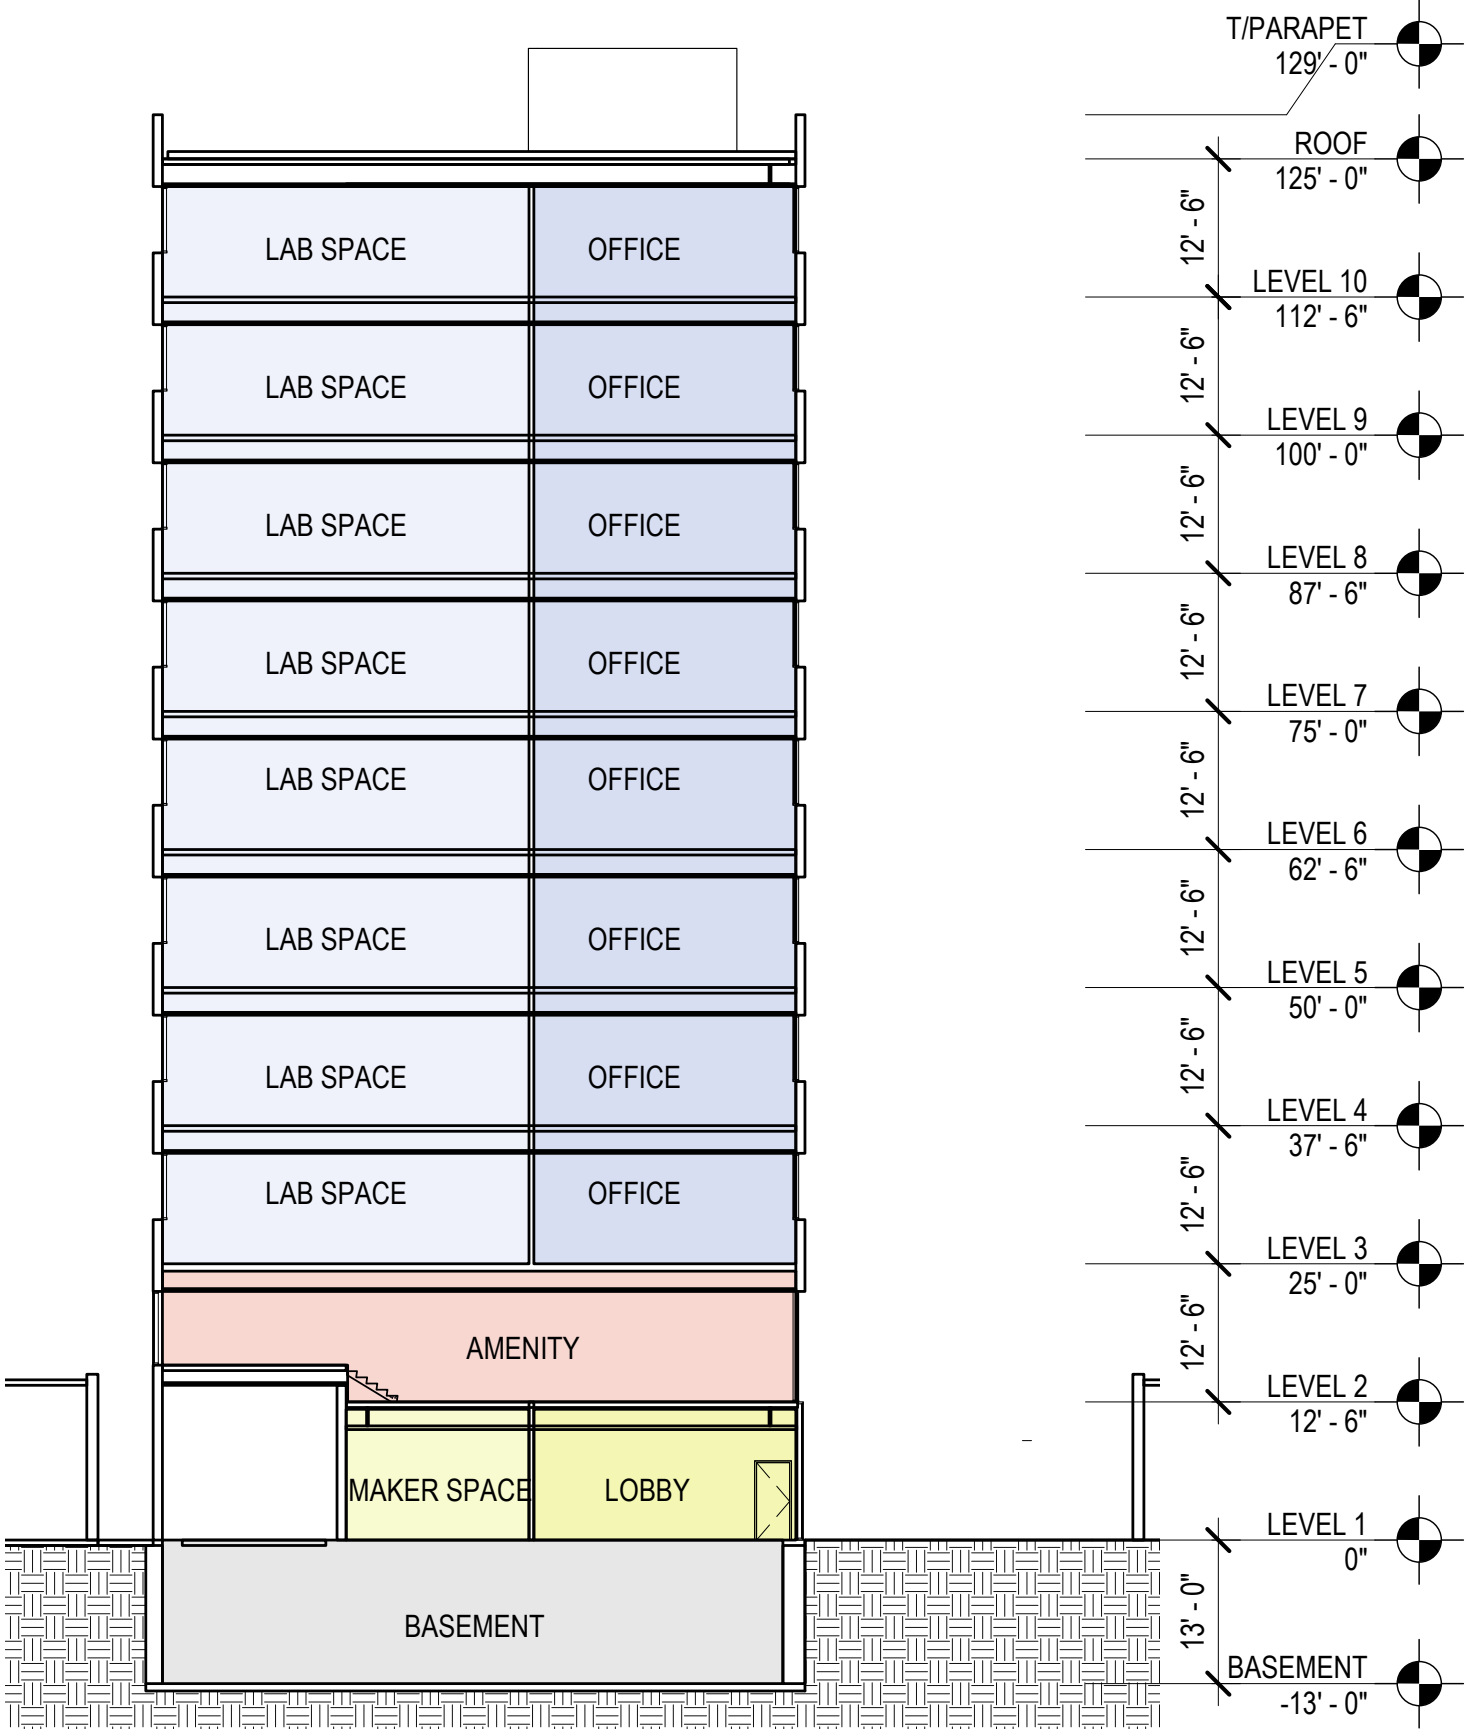 T/PARAPET
129' - 0"
ROOF
125' - 0"
12' - 6"
LAB SPACE OFFICE
LEVEL 10
112' - 6"
12' - 6"
LAB SPACE OFFICE
LEVEL 9
100' - 0"
12' - 6"
LAB SPACE OFFICE
LEVEL 8
87' - 6"
12' - 6"
LAB SPACE OFFICE
LEVEL 7
75' - 0"
12' - 6"
LAB SPACE OFFICE
LEVEL 6
62' - 6"
12' - 6"
LAB SPACE OFFICE
LEVEL 5
50' - 0"
12' - 6"
LAB SPACE OFFICE
LEVEL 4
37' - 6"
12' - 6"
LAB SPACE OFFICE
LEVEL 3
25' - 0"
12' - 6"
AMENITY
LEVEL 2
12' - 6"
MAKER SPACE LOBBY
LEVEL 1
0"
13' - 0"
BASEMENT
BASEMENT
-13' - 0"